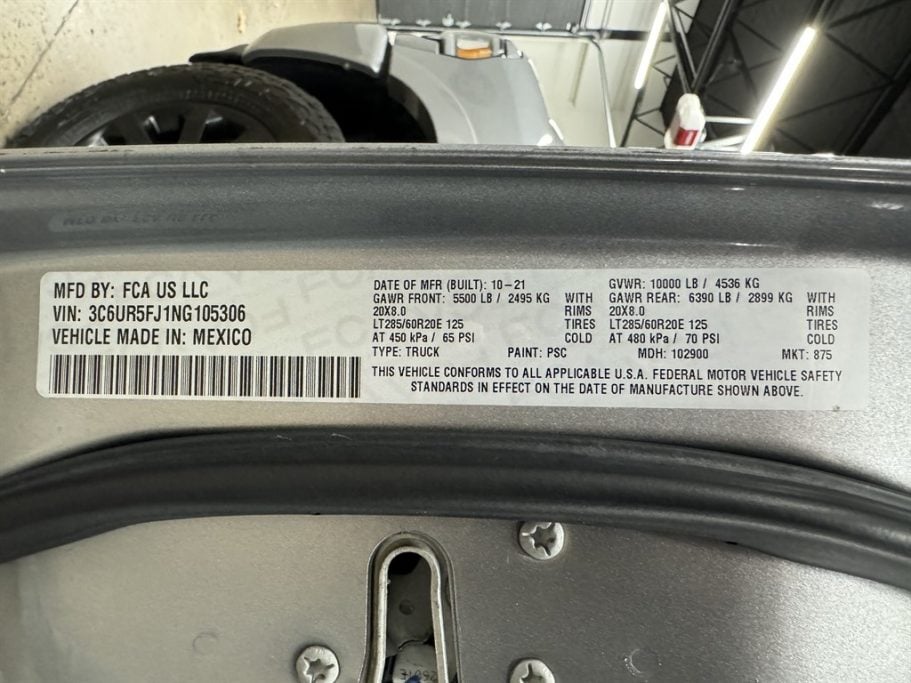 MFD BY: FCA US LLC
VIN: 3C6UR5FJ1NG105306
VEHICLE MADE IN: MEXICO
DATE OF MFR (BUILT): 10-21 GVWR: 10000 LB / 4536 KG
GAWR FRONT: 5500 LB / 2495 KG WITH GAWR REAR: 6390 LB / 2899 KG WITH
20X8.0 RIMS 20X8.0 RIMS
LT285/60R20E 125 TIRES LT285/60R20E 125 TIRES
AT 450 kPa / 65 PSI COLD AT 480 kPa / 70 PSI COLD
TYPE: TRUCK PAINT: PSC MDH: 102900 MKT: 875
THIS VEHICLE CONFORMS TO ALL APPLICABLE U.S.A. FEDERAL MOTOR VEHICLE SAFETY
STANDARDS IN EFFECT ON THE DATE OF MANUFACTURE SHOWN ABOVE.